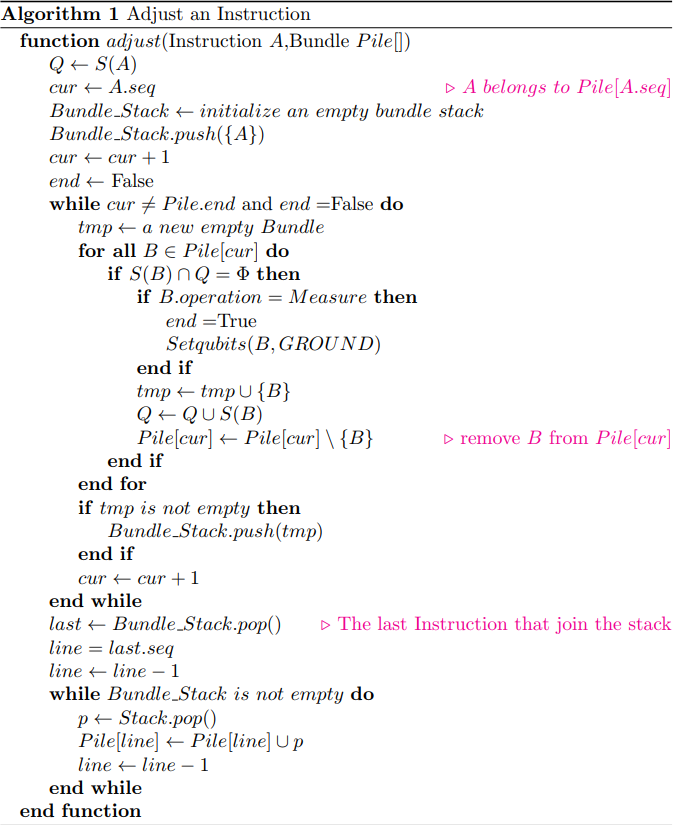 Algorithm 1 Adjust an Instruction
function adjust(Instruction A,Bundle Pile[])
Q ← S(A)
cur ← A.seq ▷ A belongs to Pile[A.seq]
Bundle_Stack ← initialize an empty bundle stack
Bundle_Stack.push({A})
cur ← cur + 1
end ← False
while cur ≠ Pile.end and end =False do
tmp ← a new empty Bundle
for all B ∈ Pile[cur] do
if S(B) ∩ Q = Φ then
if B.operation = Measure then
end =True
Setqubits(B, GROUND)
end if
tmp ← tmp ∪ {B}
Q ← Q ∪ S(B)
Pile[cur] ← Pile[cur] \ {B} ▷ remove B from Pile[cur]
end if
end for
if tmp is not empty then
Bundle_Stack.push(tmp)
end if
cur ← cur + 1
end while
last ← Bundle_Stack.pop() ▷ The last Instruction that join the stack
line = last.seq
line ← line − 1
while Bundle_Stack is not empty do
p ← Stack.pop()
Pile[line] ← Pile[line] ∪ p
line ← line − 1
end while
end function